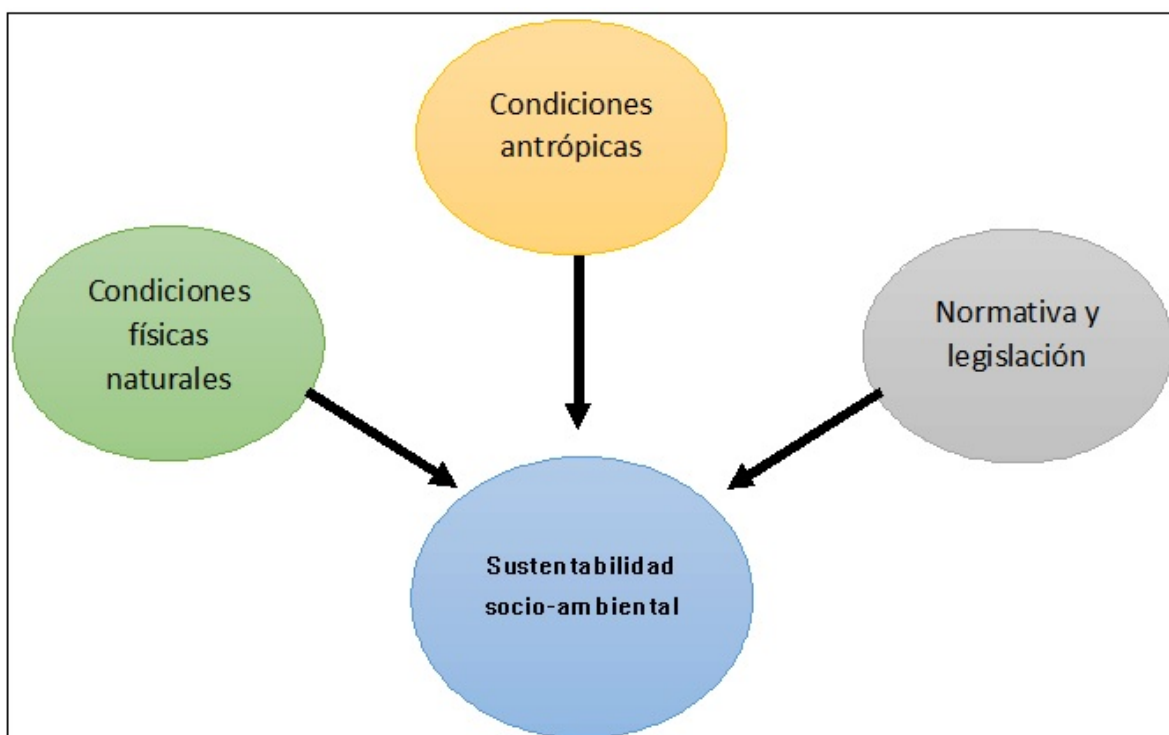 Condiciones
antrópicas
Condiciones
físicas
naturales
Normativa y
legislación
Sustentabilidad
socio-ambiental